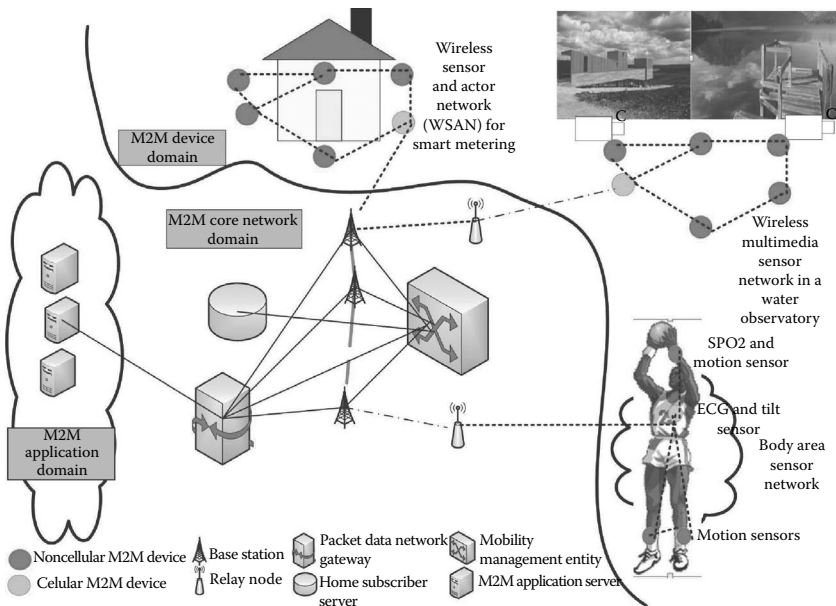 Wireless
sensor
and actor
network
(WSAN) for
smart metering
C
C
M2M device
domain
M2M core network
domain
Wireless
multimedia
sensor
network in a
water
observatory
SPO2 and
motion sensor
ECG and tilt
sensor
Body area
sensor
network
Motion sensors
M2M
application
domain
Noncellular M2M device
Celular M2M device
Base station
Relay node
Packet data network
gateway
Home subscriber
server
Mobility
management entity
M2M application server